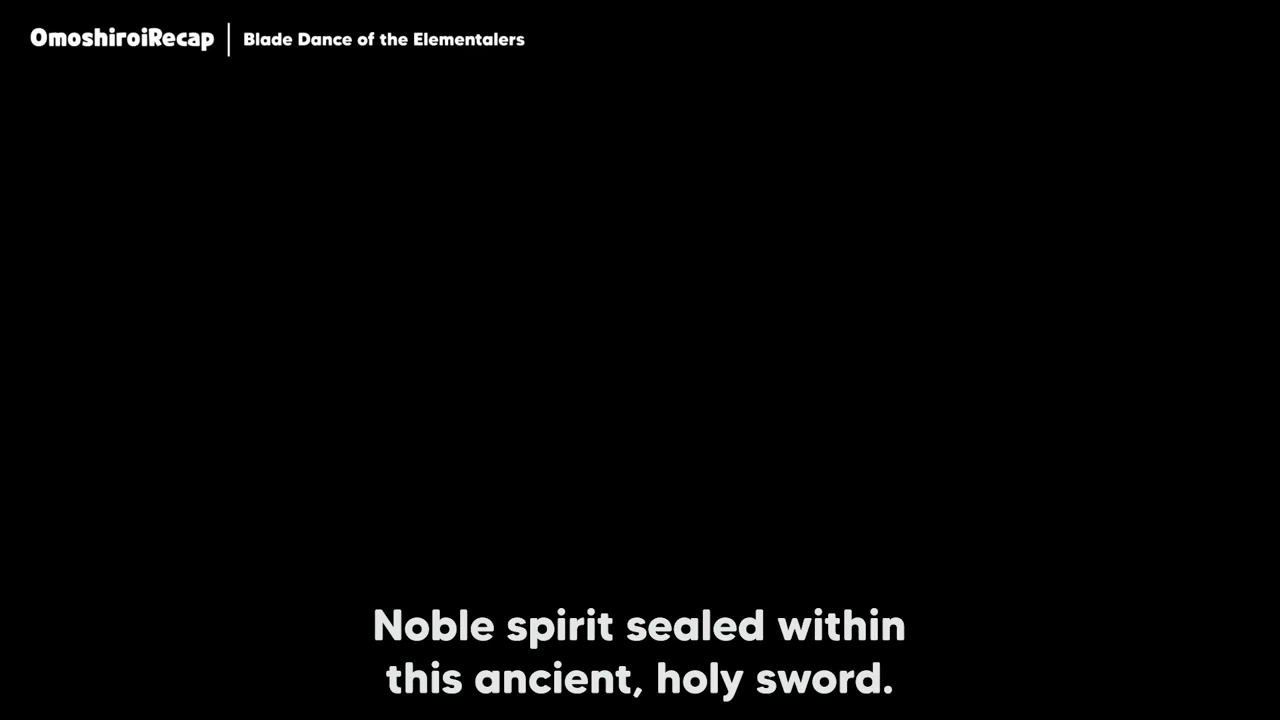 OmoshiroiRecap | Blade Dance of the Elementalers
Noble spirit sealed within
this ancient, holy sword.